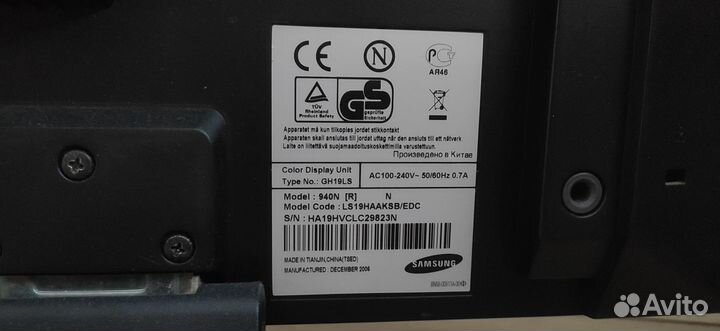 CE
N
РСТ
АЯ46
TÜV
Rheinland
Product Safety
GS
geprüfte
Sicherheit
Apparatet må kun tilkoples jordet stikkontakt
Apparaten skall anslutas till jordat uttag når den ansluts till ett nätverk
Laite on liitettävä suojamaadoituskoskettimilla varustettuun.
Произведено в Китае
Color Display Unit
Type No.: GH19LS
AC100-240V~ 50/60Hz 0.7A
Model : 940N [R] N
Model Code : LS19HAAKSB/EDC
S/N : HA19HVCLC29823N
MADE IN TIANJIN,CHINA(TSED)
MANUFACTURED : DECEMBER 2006
SAMSUNG
Avito